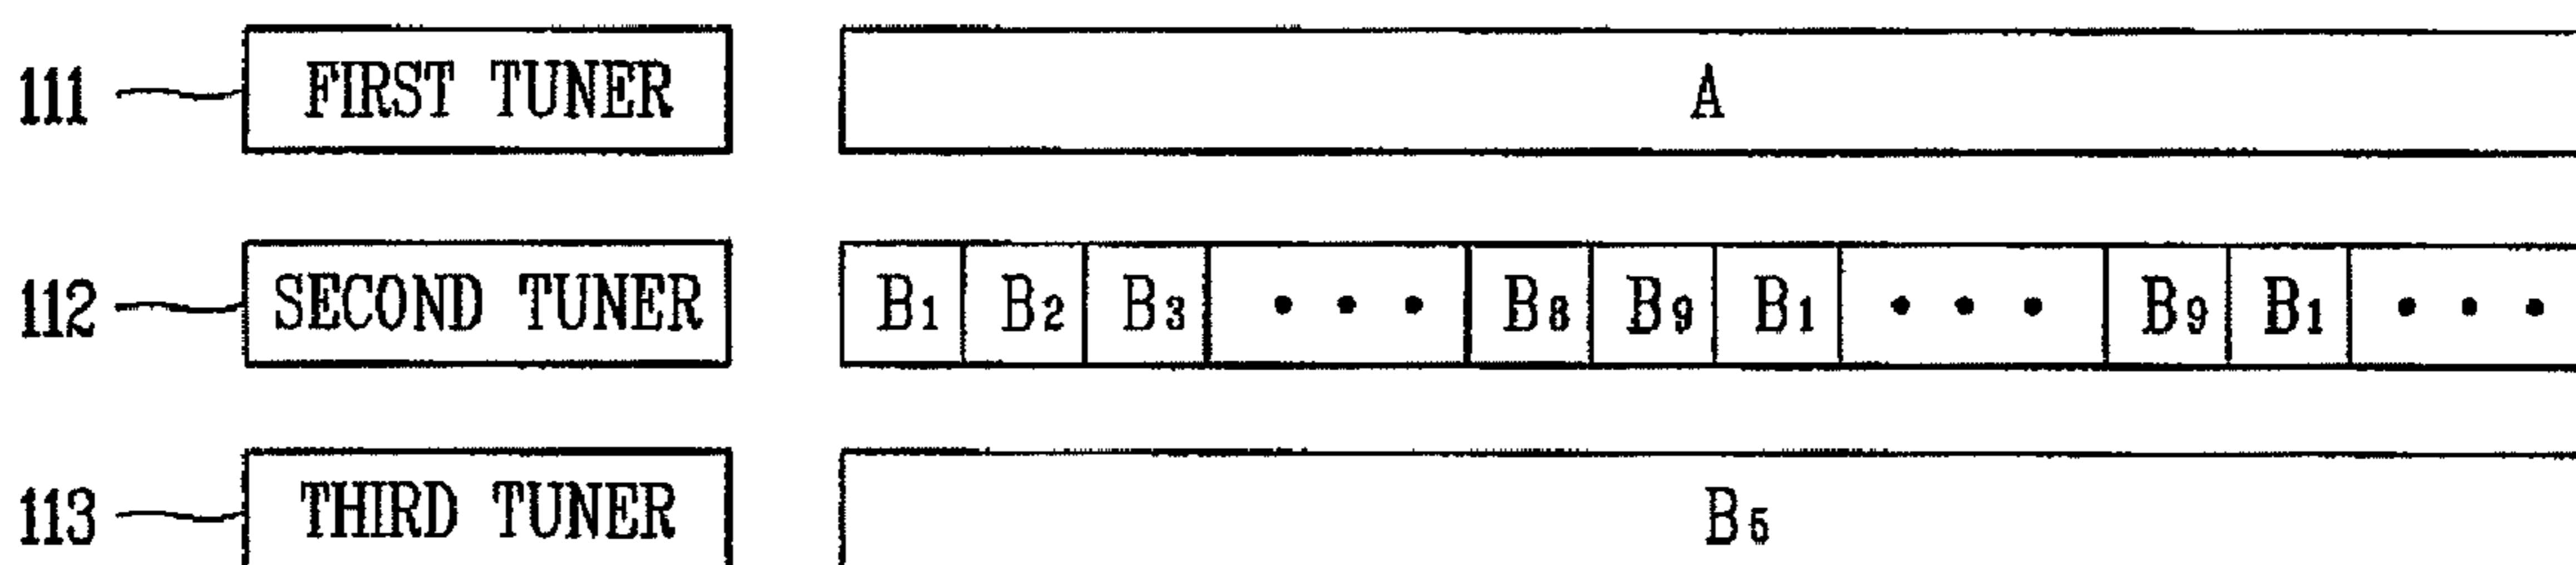 111 FIRST TUNER A
112 SECOND TUNER B1 B2 B3 • • • B8 B9 B1 • • • B9 B1 • • •
113 THIRD TUNER B5